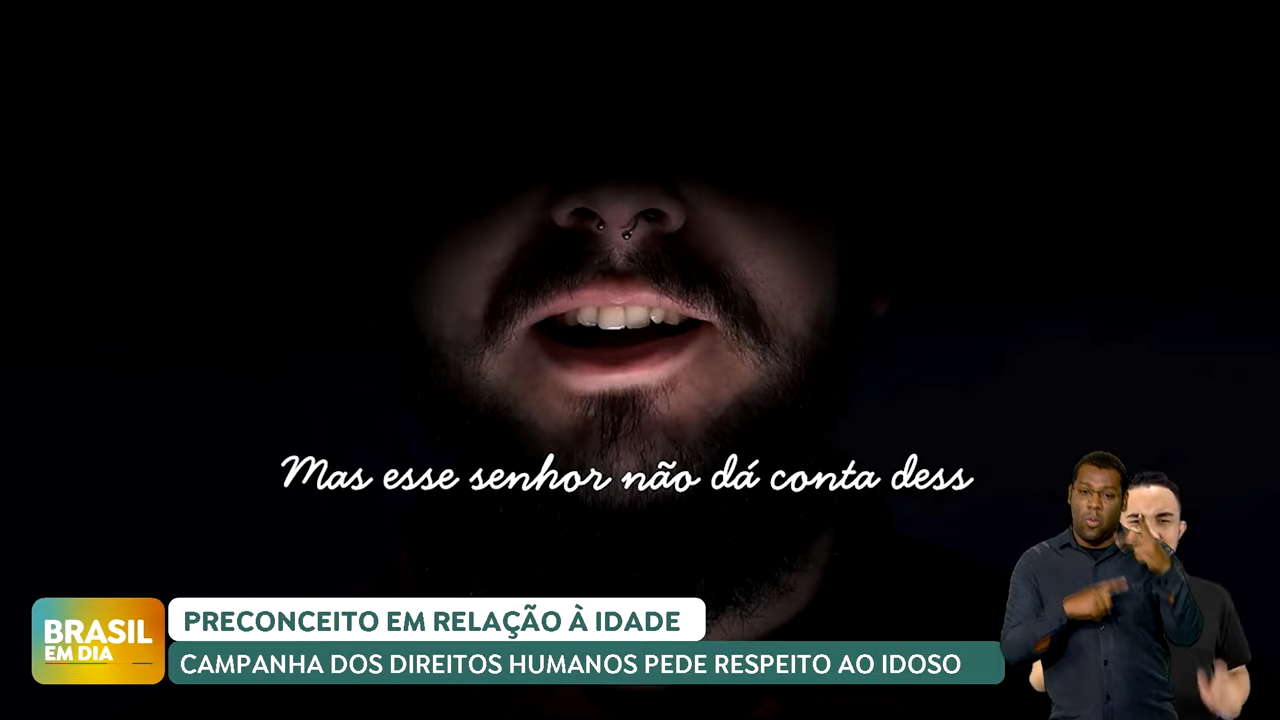 Mas esse senhor não dá conta dess
BRASIL
EM DIA
PRECONCEITO EM RELAÇÃO À IDADE
CAMPANHA DOS DIREITOS HUMANOS PEDE RESPEITO AO IDOSO